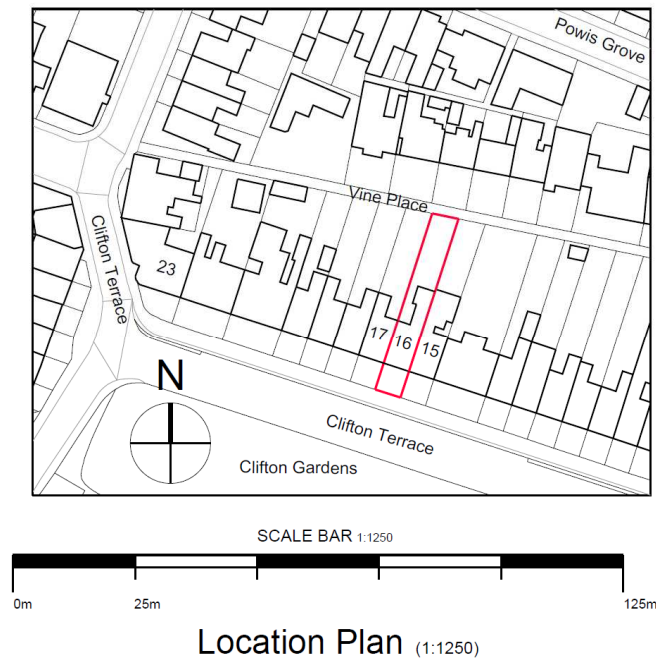 Powis Grove
Vine Place
Clifton Terrace
23
17 16 15
N
Clifton Terrace
Clifton Gardens
SCALE BAR 1:1250
0m 25m 125m
Location Plan (1:1250)